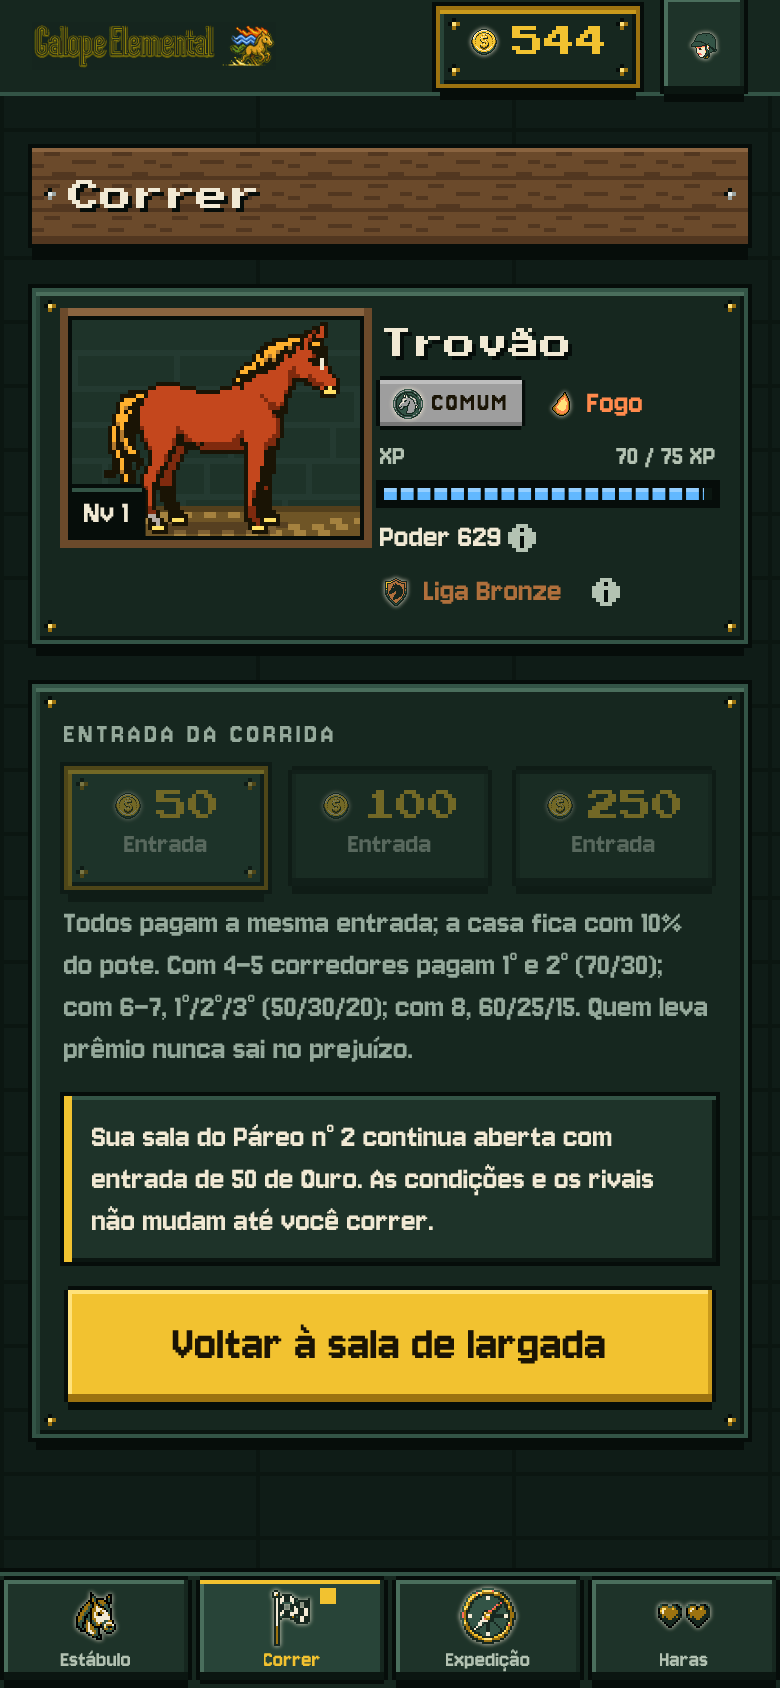 Galope Elemental
544
Correr
Trovão
COMUM
Fogo
XP
70 / 75 XP
Nv 1
Poder 629
Liga Bronze
ENTRADA DA CORRIDA
50
Entrada
100
Entrada
250
Entrada
Todos pagam a mesma entrada; a casa fica com 10%
do pote. Com 4–5 corredores pagam 1° e 2° (70/30);
com 6–7, 1°/2°/3° (50/30/20); com 8, 60/25/15. Quem leva
prêmio nunca sai no prejuízo.
Sua sala do Páreo n° 2 continua aberta com
entrada de 50 de Ouro. As condições e os rivais
não mudam até você correr.
Voltar à sala de largada
Estábulo
Correr
Expedição
Haras